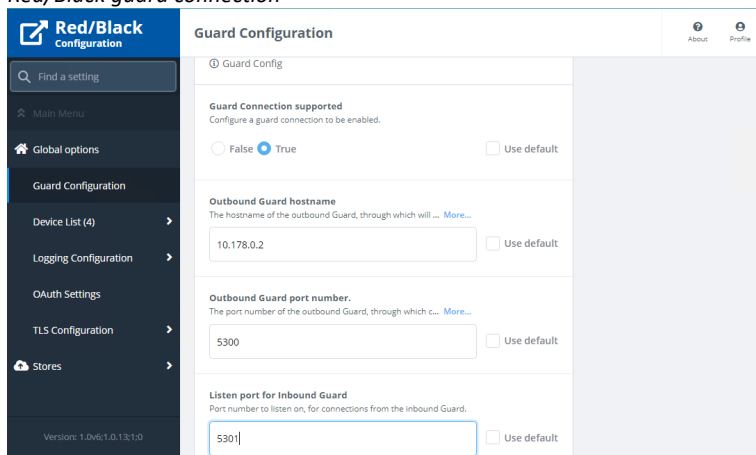 Red/Black guard connection
Red/Black
Configuration
Guard Configuration
About
Profile
Find a setting
Main Menu
Global options
Guard Configuration
Device List (4)
Logging Configuration
OAuth Settings
TLS Configuration
Stores
Version: 1.0v6;1.0.13;1;0
Guard Config
Guard Connection supported
Configure a guard connection to be enabled.
False True Use default
Outbound Guard hostname
The hostname of the outbound Guard, through which will ... More...
10.178.0.2 Use default
Outbound Guard port number.
The port number of the outbound Guard, through which c... More...
5300 Use default
Listen port for Inbound Guard
Port number to listen on, for connections from the inbound Guard.
5301 Use default